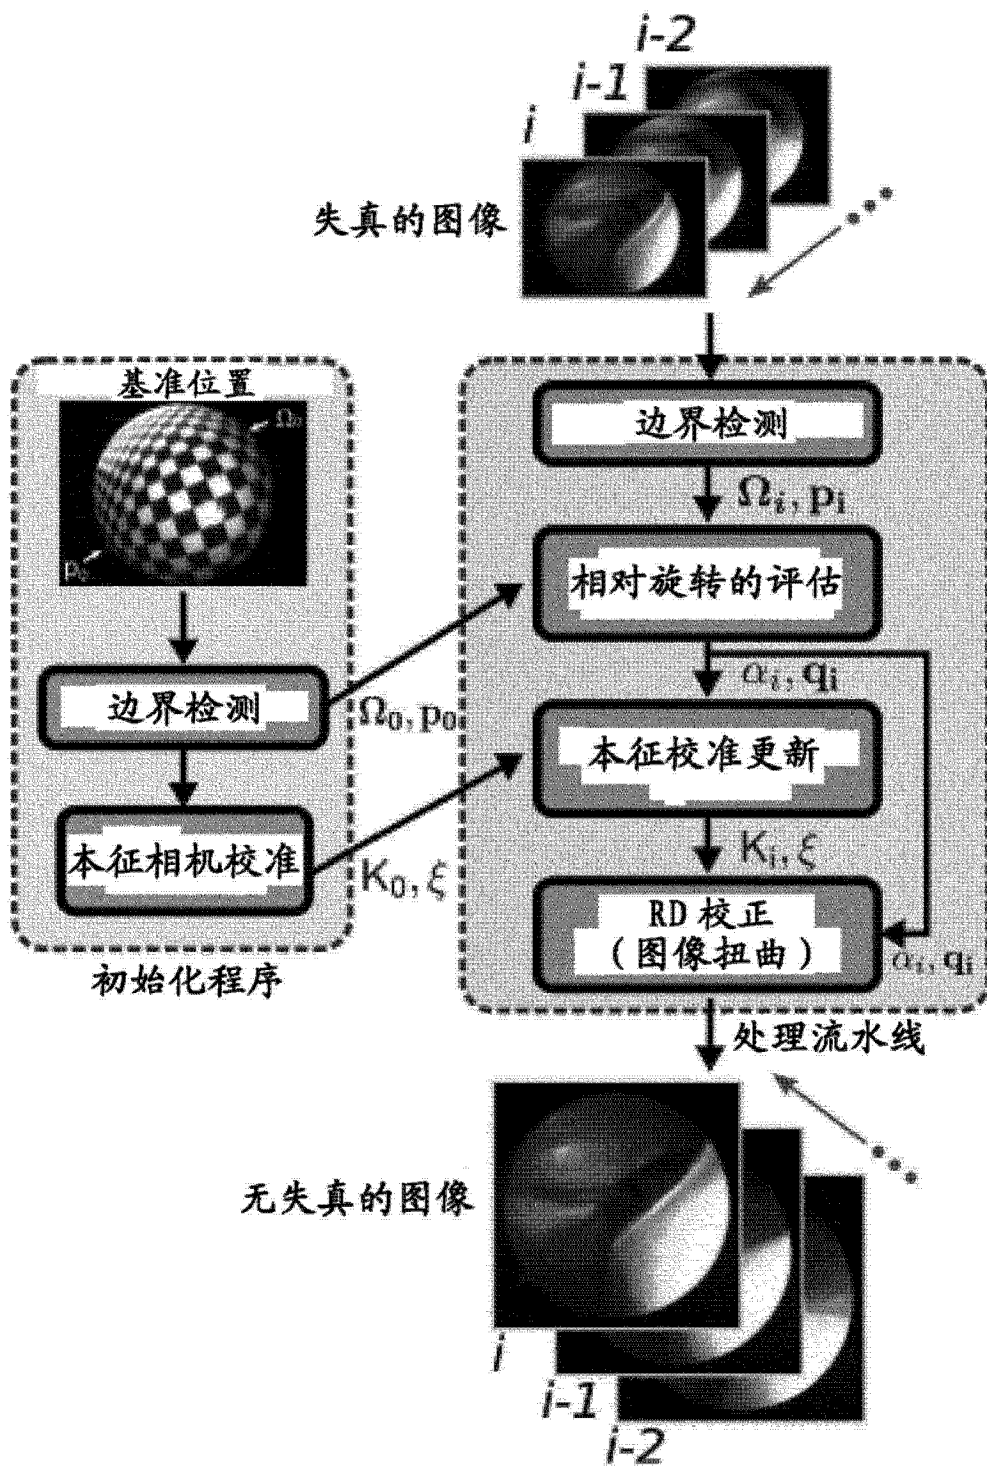 i-2
i-1
i
失真的图像
基准位置
Ω₀
p₀
边界检测
本征相机校准
初始化程序
Ω₀, p₀
K₀, ξ
边界检测
Ωᵢ, pᵢ
相对旋转的评估
αᵢ, qᵢ
本征校准更新
Kᵢ, ξ
RD 校正
(图像扭曲)
αᵢ, qᵢ
处理流水线
无失真的图像
i
i-1
i-2